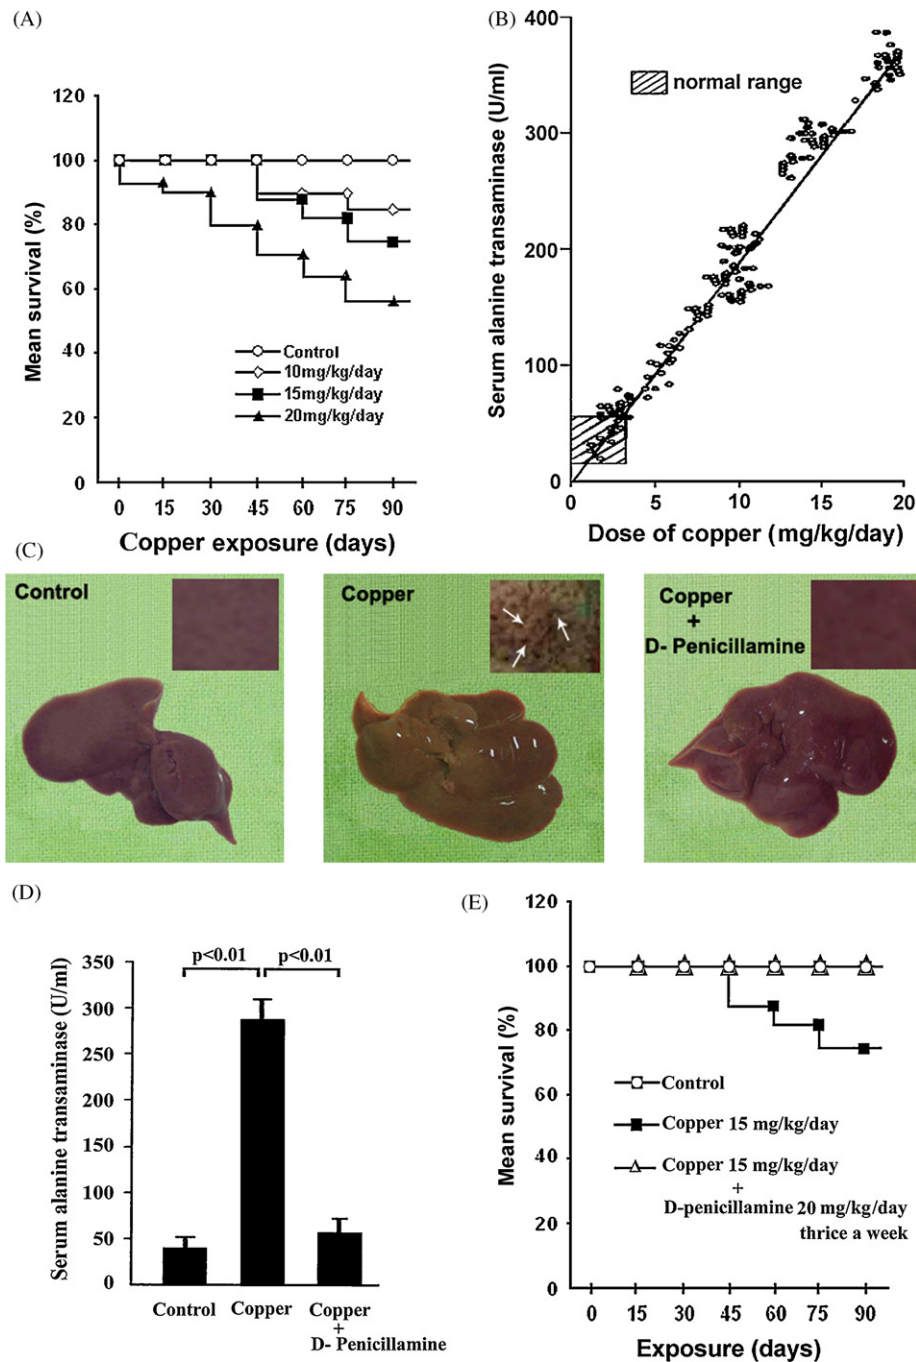 (A)
120
100
80
60
40
20
0
Mean survival (%)
Control
10mg/kg/day
15mg/kg/day
20mg/kg/day
0 15 30 45 60 75 90
Copper exposure (days)
(B)
400
300
200
100
0
Serum alanine transaminase (U/ml)
normal range
0 5 10 15 20
Dose of copper (mg/kg/day)
(C)
Control
Copper
Copper
+
D- Penicillamine
(D)
350
300
250
200
150
100
50
0
Serum alanine transaminase (U/ml)
p<0.01 p<0.01
Control Copper Copper
+
D- Penicillamine
(E)
120
100
80
60
40
20
0
Mean survival (%)
Control
Copper 15 mg/kg/day
Copper 15 mg/kg/day
+
D-penicillamine 20 mg/kg/day
thrice a week
0 15 30 45 60 75 90
Exposure (days)